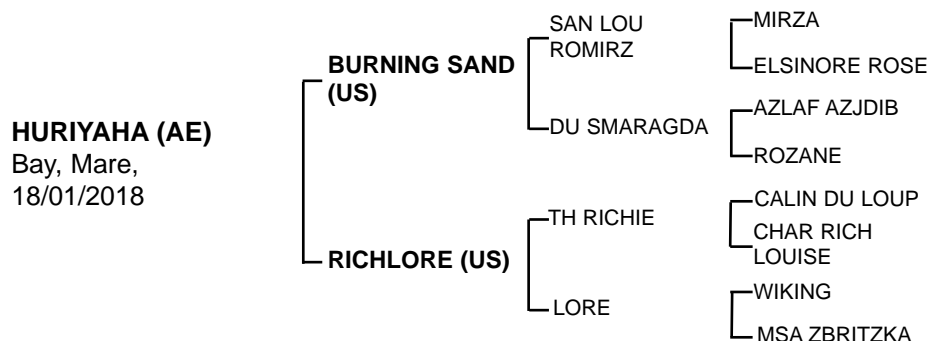 HURIYAHA (AE)
Bay, Mare,
18/01/2018
BURNING SAND
(US)
RICHLORE (US)
SAN LOU
ROMIRZ
DU SMARAGDA
TH RICHIE
LORE
MIRZA
ELSINORE ROSE
AZLAF AZJDIB
ROZANE
CALIN DU LOUP
CHAR RICH
LOUISE
WIKING
MSA ZBRITZKA